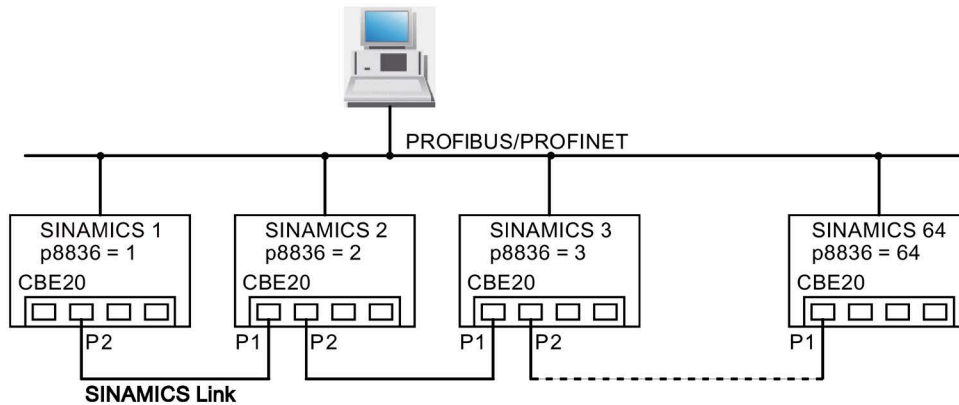 PROFIBUS/PROFINET
SINAMICS 1
p8836 = 1
CBE20
P2
SINAMICS 2
p8836 = 2
CBE20
P1
P2
SINAMICS 3
p8836 = 3
CBE20
P1
P2
SINAMICS 64
p8836 = 64
CBE20
P1
SINAMICS Link